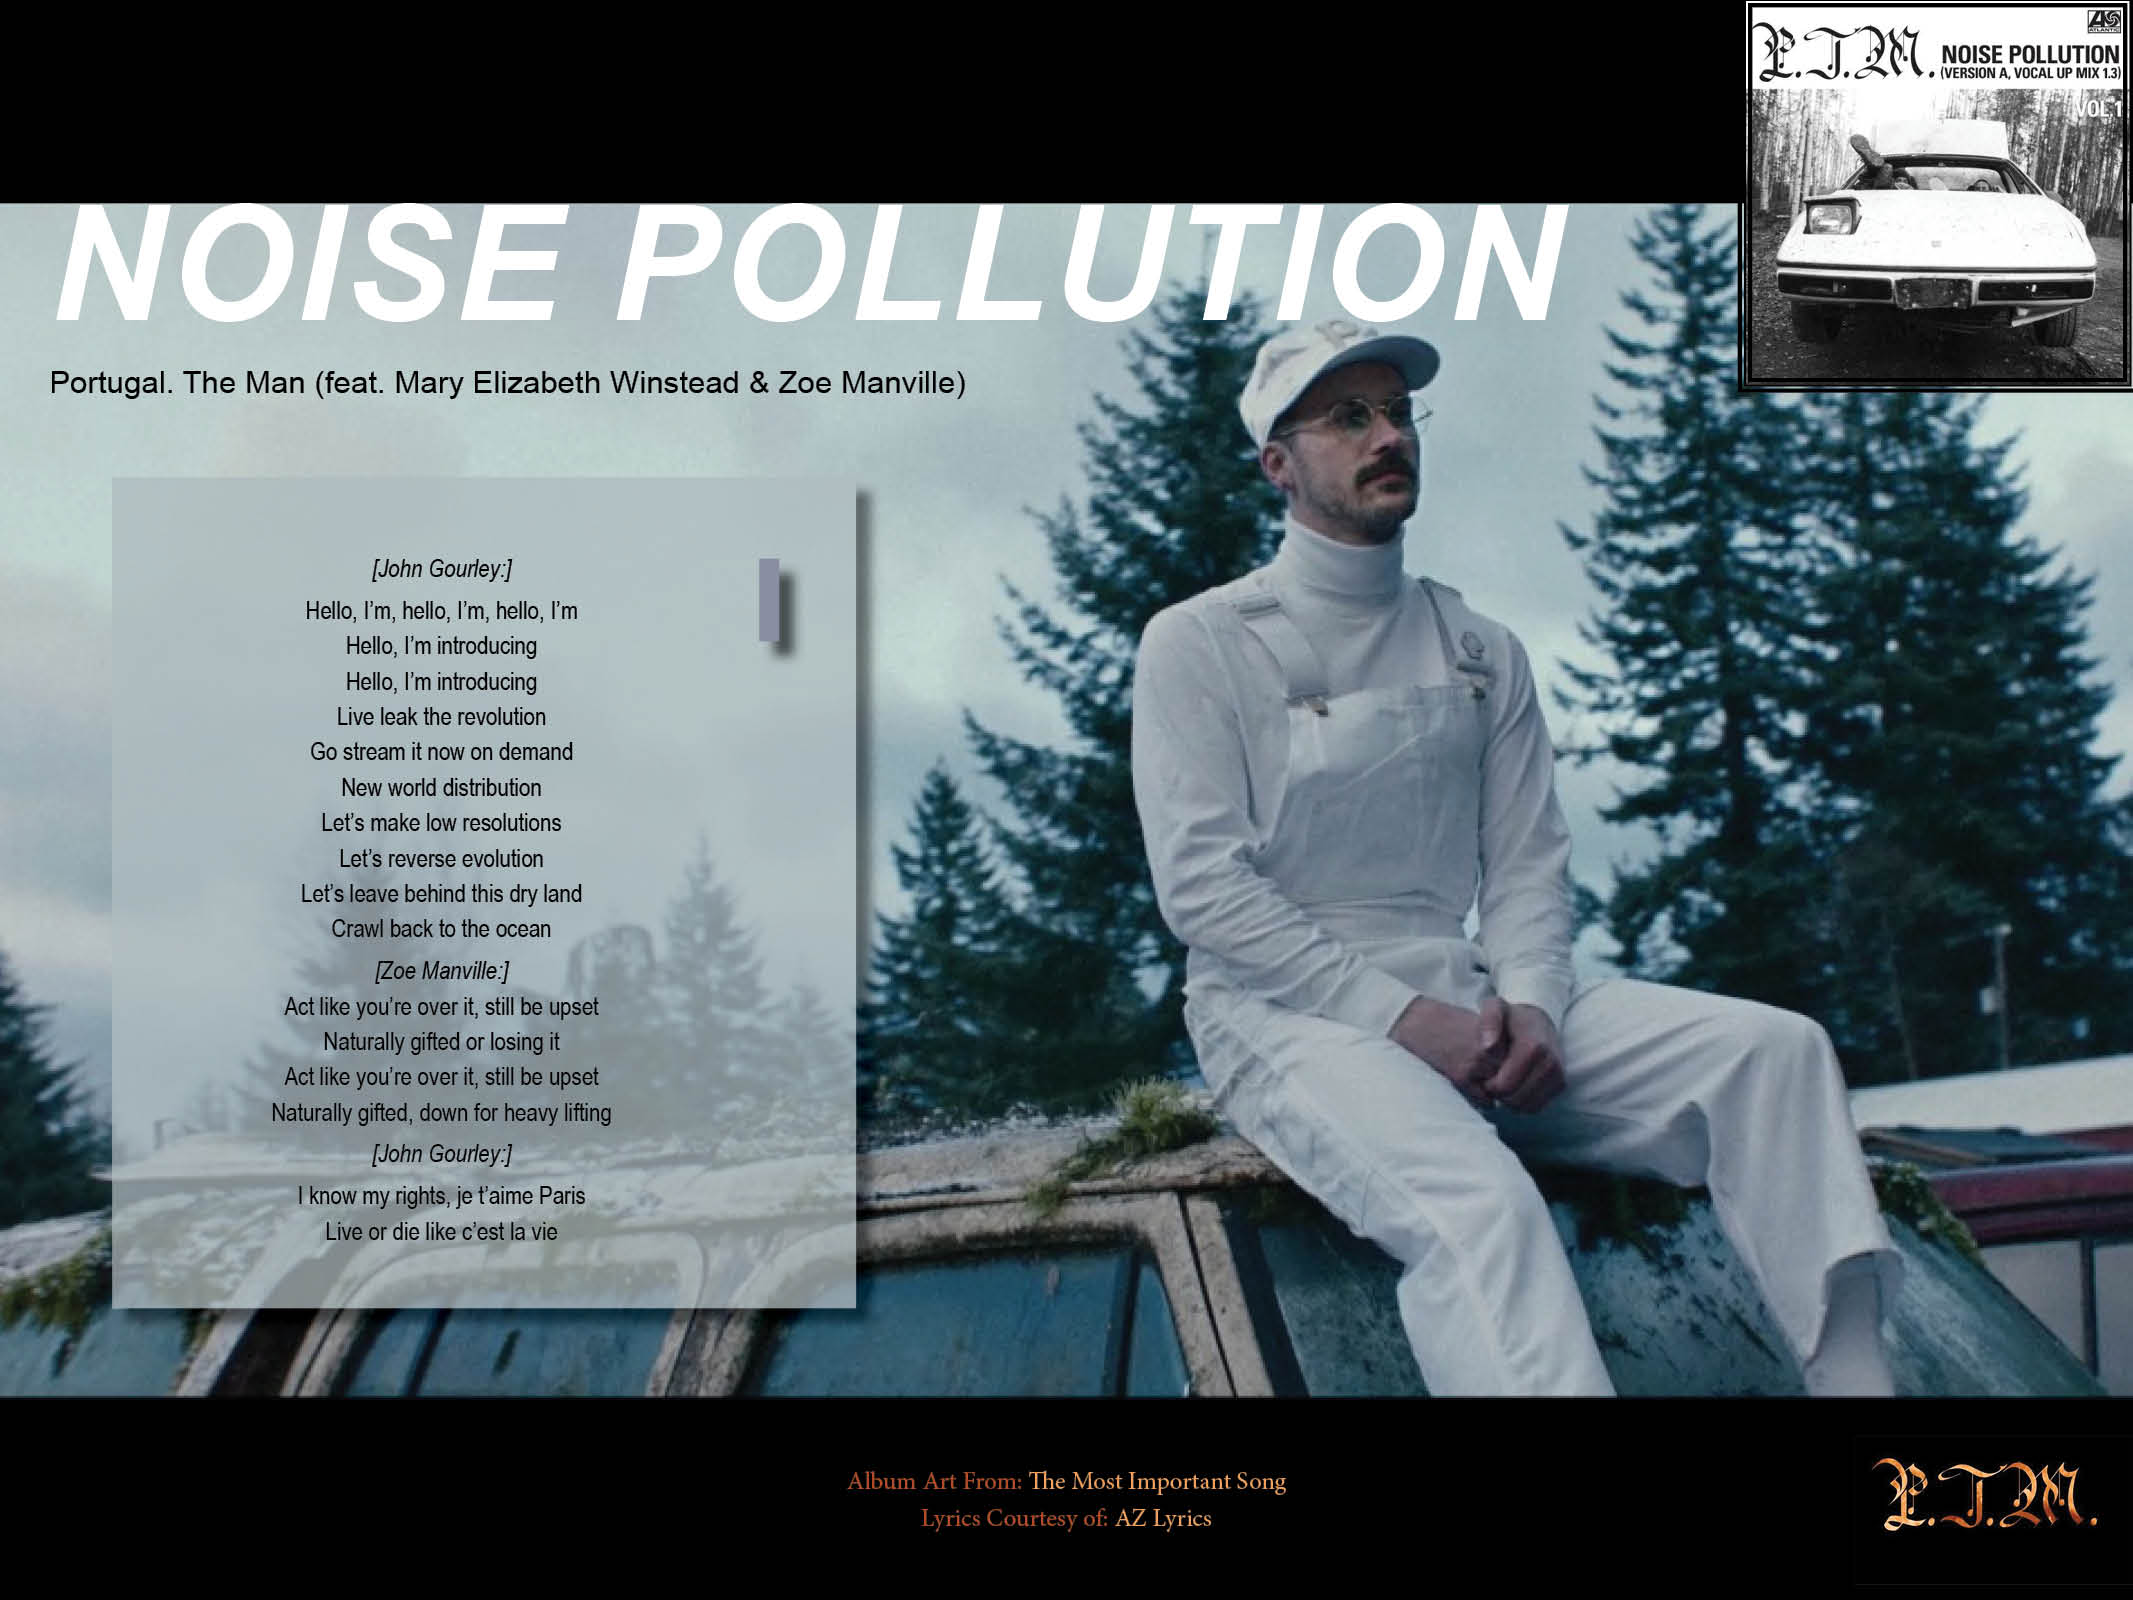 P.T.M.
ATLANTIC
NOISE POLLUTION
(VERSION A, VOCAL UP MIX 1.3)
VOL.1
NOISE POLLUTION
Portugal. The Man (feat. Mary Elizabeth Winstead & Zoe Manville)
[John Gourley:]
Hello, I’m, hello, I’m, hello, I’m
Hello, I’m introducing
Hello, I’m introducing
Live leak the revolution
Go stream it now on demand
New world distribution
Let’s make low resolutions
Let’s reverse evolution
Let’s leave behind this dry land
Crawl back to the ocean
[Zoe Manville:]
Act like you’re over it, still be upset
Naturally gifted or losing it
Act like you’re over it, still be upset
Naturally gifted, down for heavy lifting
[John Gourley:]
I know my rights, je t’aime Paris
Live or die like c’est la vie
Album Art From: The Most Important Song
Lyrics Courtesy of: AZ Lyrics
P.T.M.